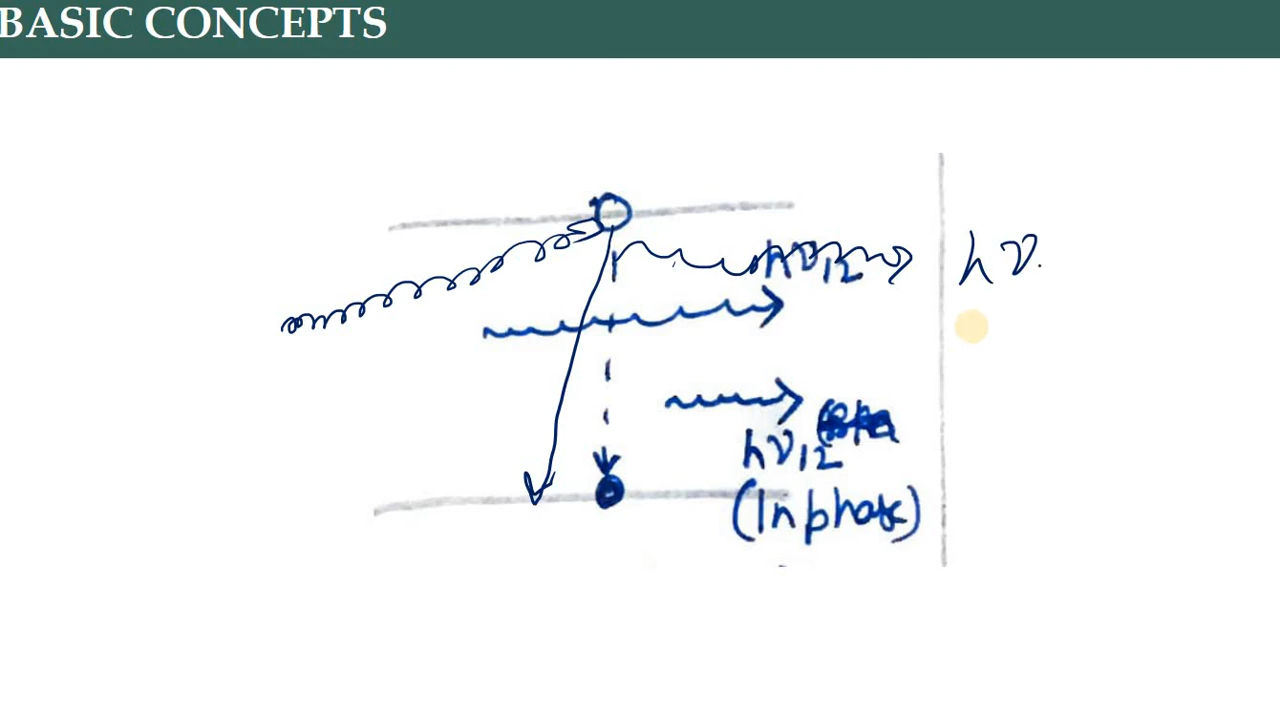 BASIC CONCEPTS
hν₁₂
hν.
hν₁₂
(In phase)